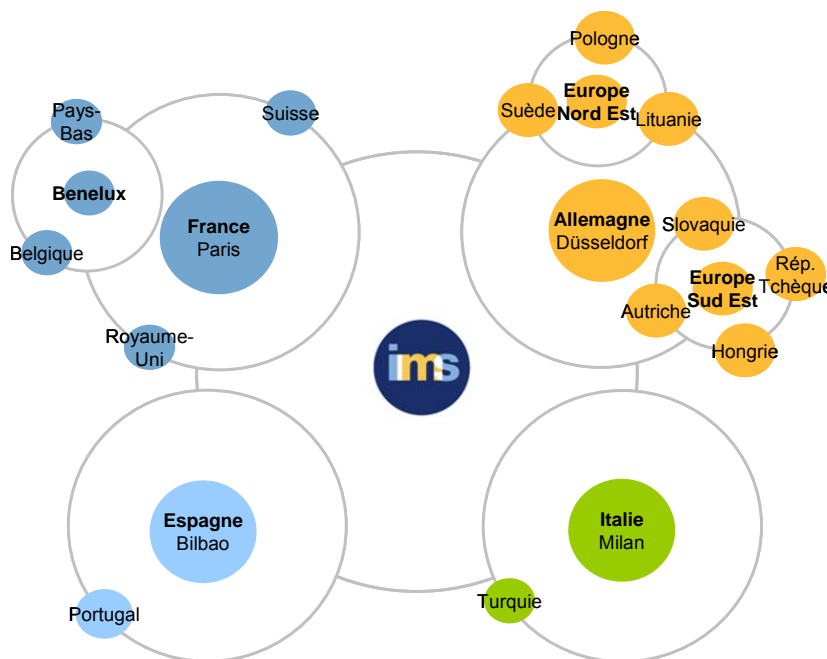 Pologne
Europe
Nord Est
Suède
Lituanie
Pays-
Bas
Suisse
Benelux
Belgique
France
Paris
Royaume-
Uni
Allemagne
Düsseldorf
Slovaquie
Europe
Sud Est
Rép.
Tchèque
Autriche
Hongrie
ims
Espagne
Bilbao
Portugal
Italie
Milan
Turquie